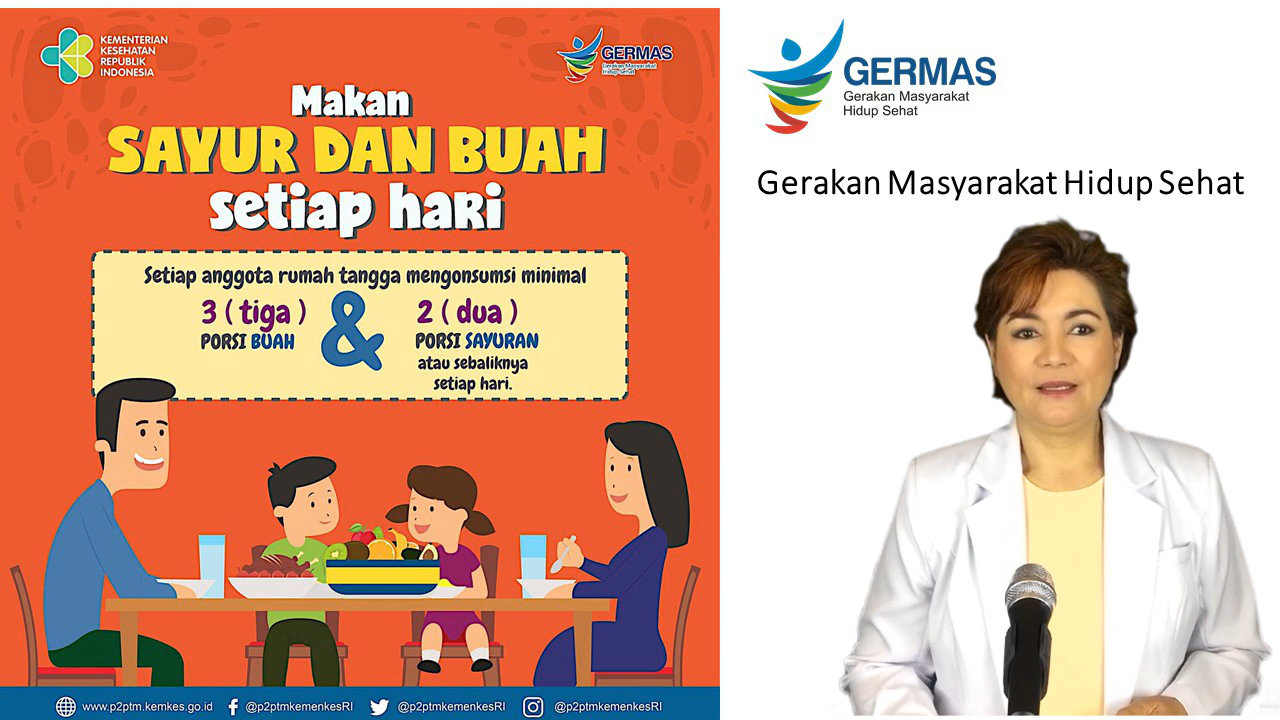 KEMENTERIAN
KESEHATAN
REPUBLIK
INDONESIA
GERMAS
Gerakan Masyarakat
Hidup Sehat
Makan
SAYUR DAN BUAH
setiap hari
Setiap anggota rumah tangga mengonsumsi minimal
3 ( tiga ) & 2 ( dua )
PORSI BUAH PORSI SAYURAN
atau sebaliknya
setiap hari.
www.p2ptm.kemkes.go.id @p2ptmkemenkesRI @p2ptmkemenkesRI @p2ptmkemenkesRI
GERMAS
Gerakan Masyarakat
Hidup Sehat
Gerakan Masyarakat Hidup Sehat